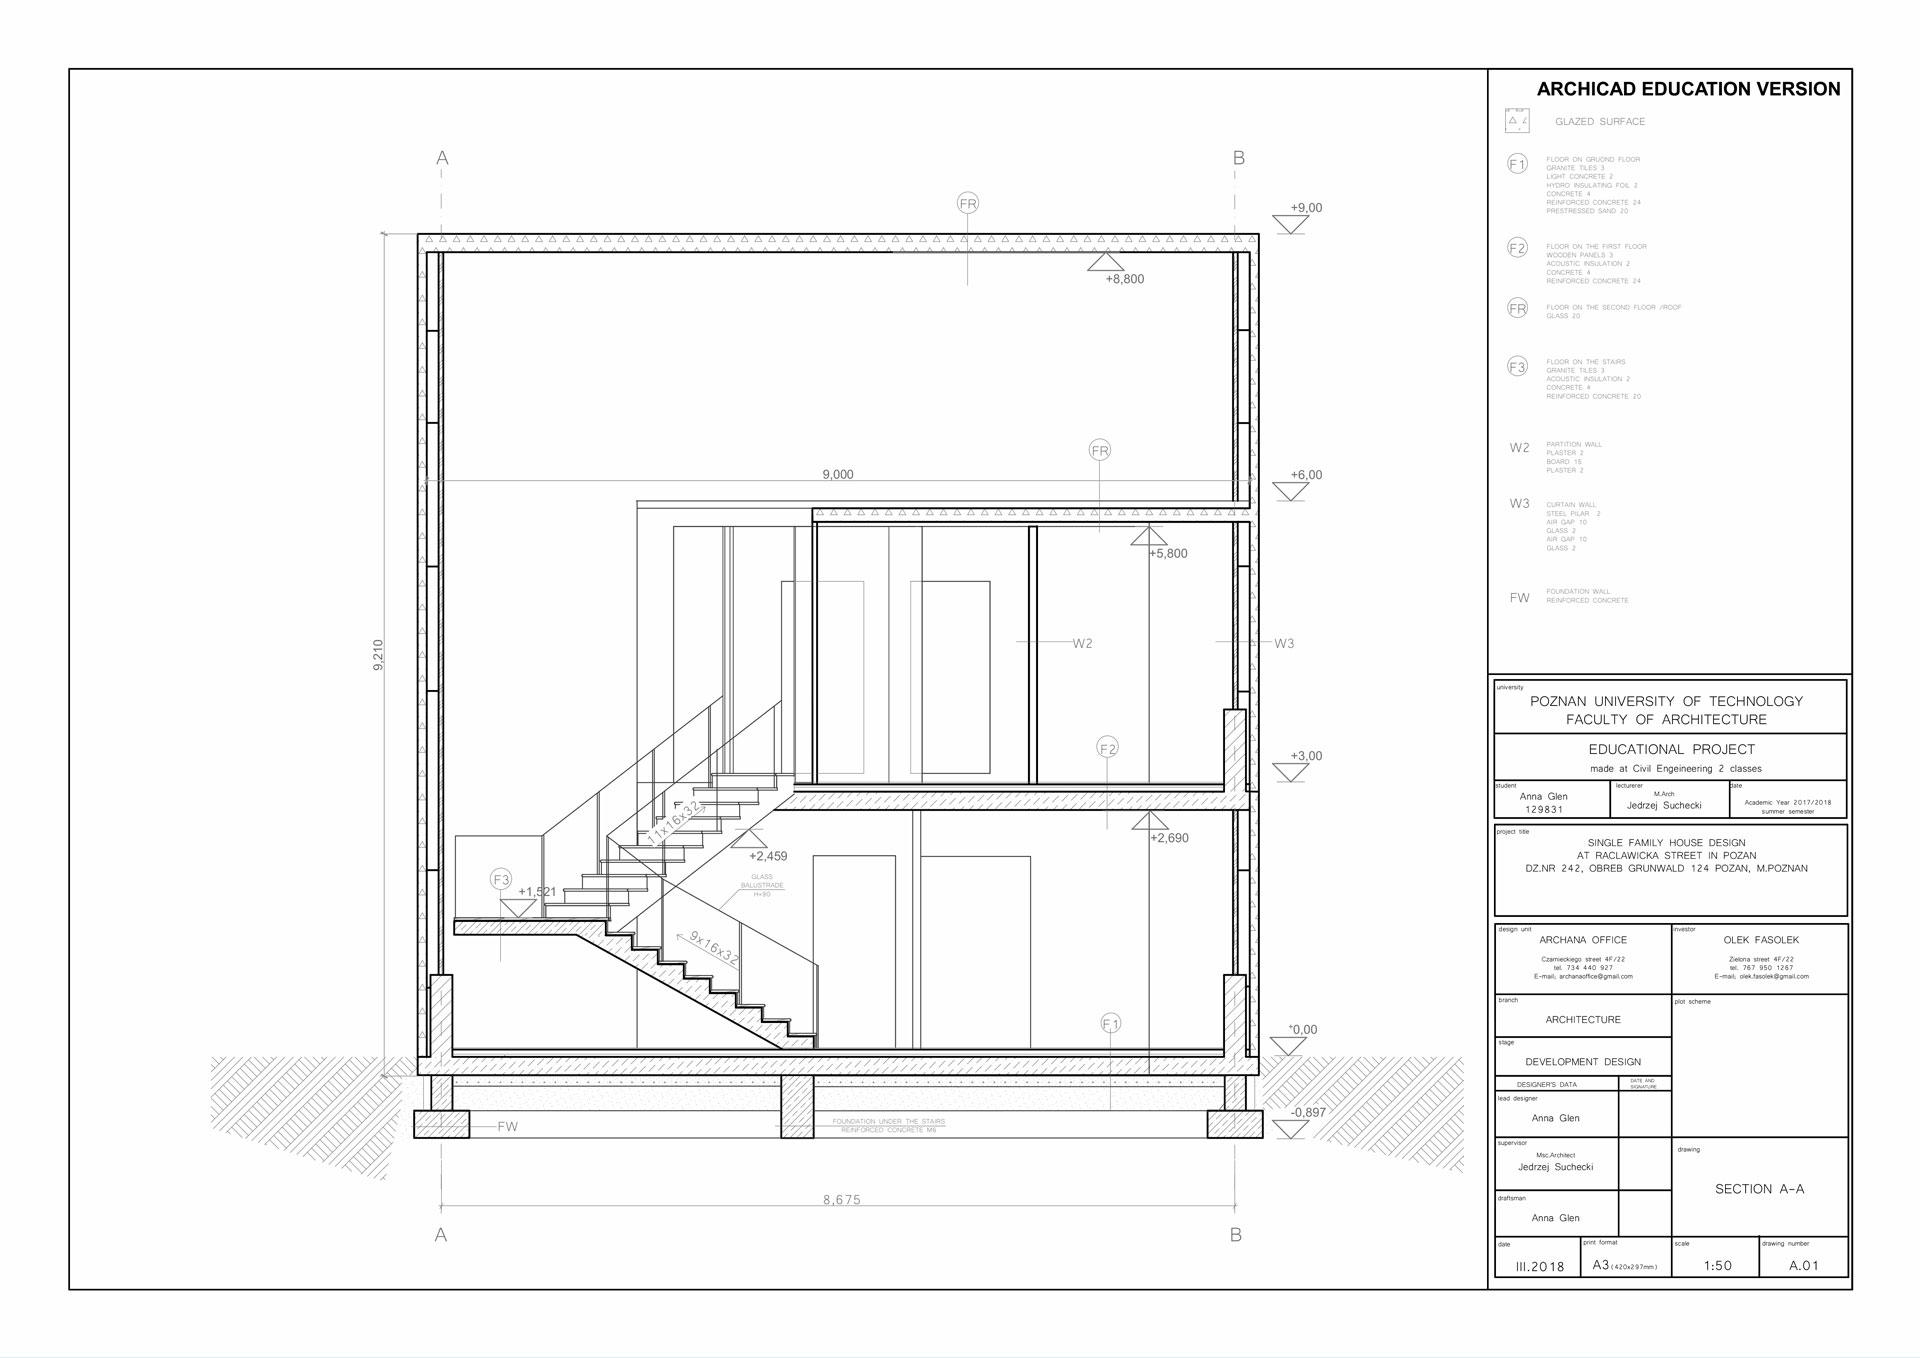 A
B
FR
+9,00
+8,800
FR
9,000
+6,00
+5,800
9,210
W2
W3
F2
+3,00
11x16x32
+2,690
+2,459
F3
+1,521
GLASS
BALUSTRADE
H=90
9x16x32
F1
+0,00
-0,897
FW
FOUNDATION UNDER THE STAIRS
REINFORCED CONCRETE M6
8,675
A
B
ARCHICAD EDUCATION VERSION
GLAZED SURFACE
F1
FLOOR ON GRUOND FLOOR
GRANITE TILES 3
LIGHT CONCRETE 2
HYDRO INSULATING FOIL 2
CONCRETE 4
REINFORCED CONCRETE 24
PRESTRESSED SAND 20
F2
FLOOR ON THE FIRST FLOOR
WOODEN PANELS 3
ACOUSTIC INSULATION 2
CONCRETE 4
REINFORCED CONCRETE 24
FR
FLOOR ON THE SECOND FLOOR /ROOF
GLASS 20
F3
FLOOR ON THE STAIRS
GRANITE TILES 3
ACOUSTIC INSULATION 2
CONCRETE 4
REINFORCED CONCRETE 20
W2
PARTITION WALL
PLASTER 2
BOARD 15
PLASTER 2
W3
CURTAIN WALL
STEEL PILAR 2
AIR GAP 10
GLASS 2
AIR GAP 10
GLASS 2
FW
FOUNDATION WALL
REINFORCED CONCRETE
university
POZNAN UNIVERSITY OF TECHNOLOGY
FACULTY OF ARCHITECTURE
EDUCATIONAL PROJECT
made at Civil Engeineering 2 classes
student
Anna Glen
129831
lecturerer
M.Arch
Jedrzej Suchecki
date
Academic Year 2017/2018
summer semester
project title
SINGLE FAMILY HOUSE DESIGN
AT RACLAWICKA STREET IN POZAN
DZ.NR 242, OBREB GRUNWALD 124 POZAN, M.POZNAN
design unit
ARCHANA OFFICE
Czarnieckiego street 4F/22
tel. 734 440 927
E-mail; archanaoffice@gmail.com
investor
OLEK FASOLEK
Zielona street 4F/22
tel. 767 950 1267
E-mail; olek.fasolek@gmail.com
branch
ARCHITECTURE
plot scheme
stage
DEVELOPMENT DESIGN
DESIGNER'S DATA
DATE AND
SIGNATURE
lead designer
Anna Glen
supervisor
Msc.Architect
Jedrzej Suchecki
drawing
SECTION A-A
draftsman
Anna Glen
date
III.2018
print format
A3 (420x297mm)
scale
1:50
drawing number
A.01